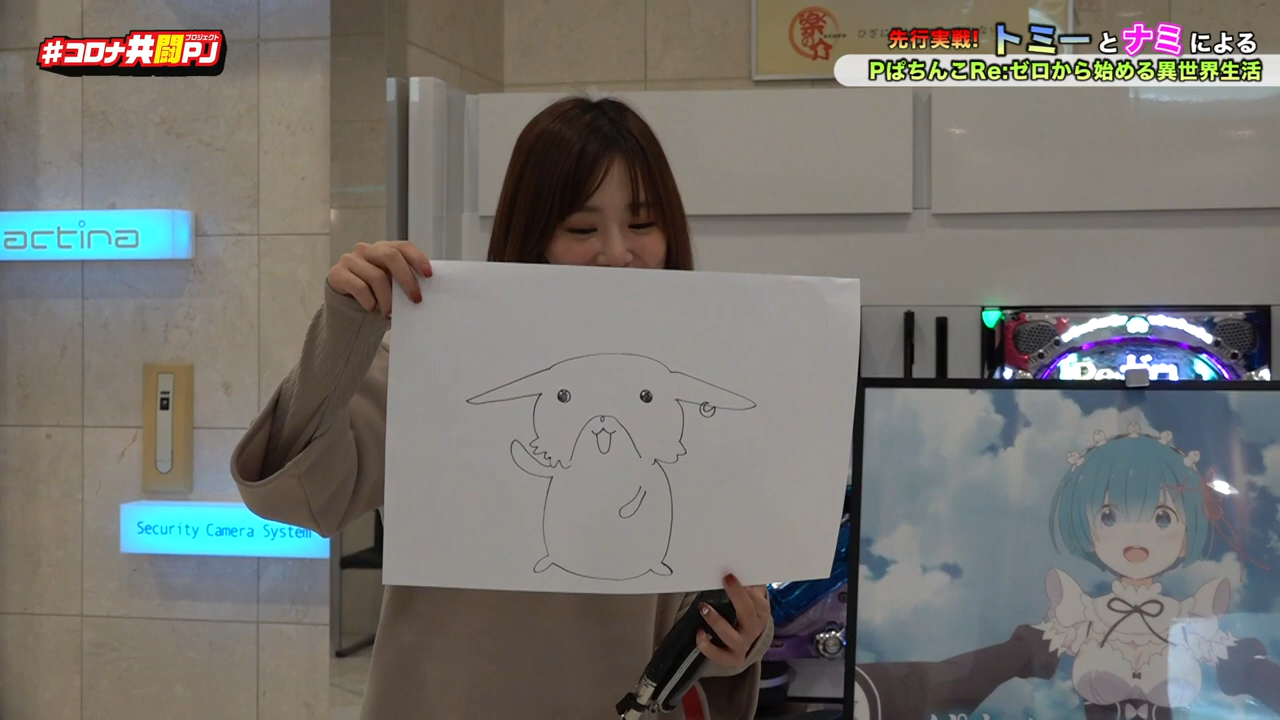 #コロナ共闘PJ
プロジェクト
先行実戦! トミーとナミによる
PぱちんこRe:ゼロから始める異世界生活
actina
Security Camera System